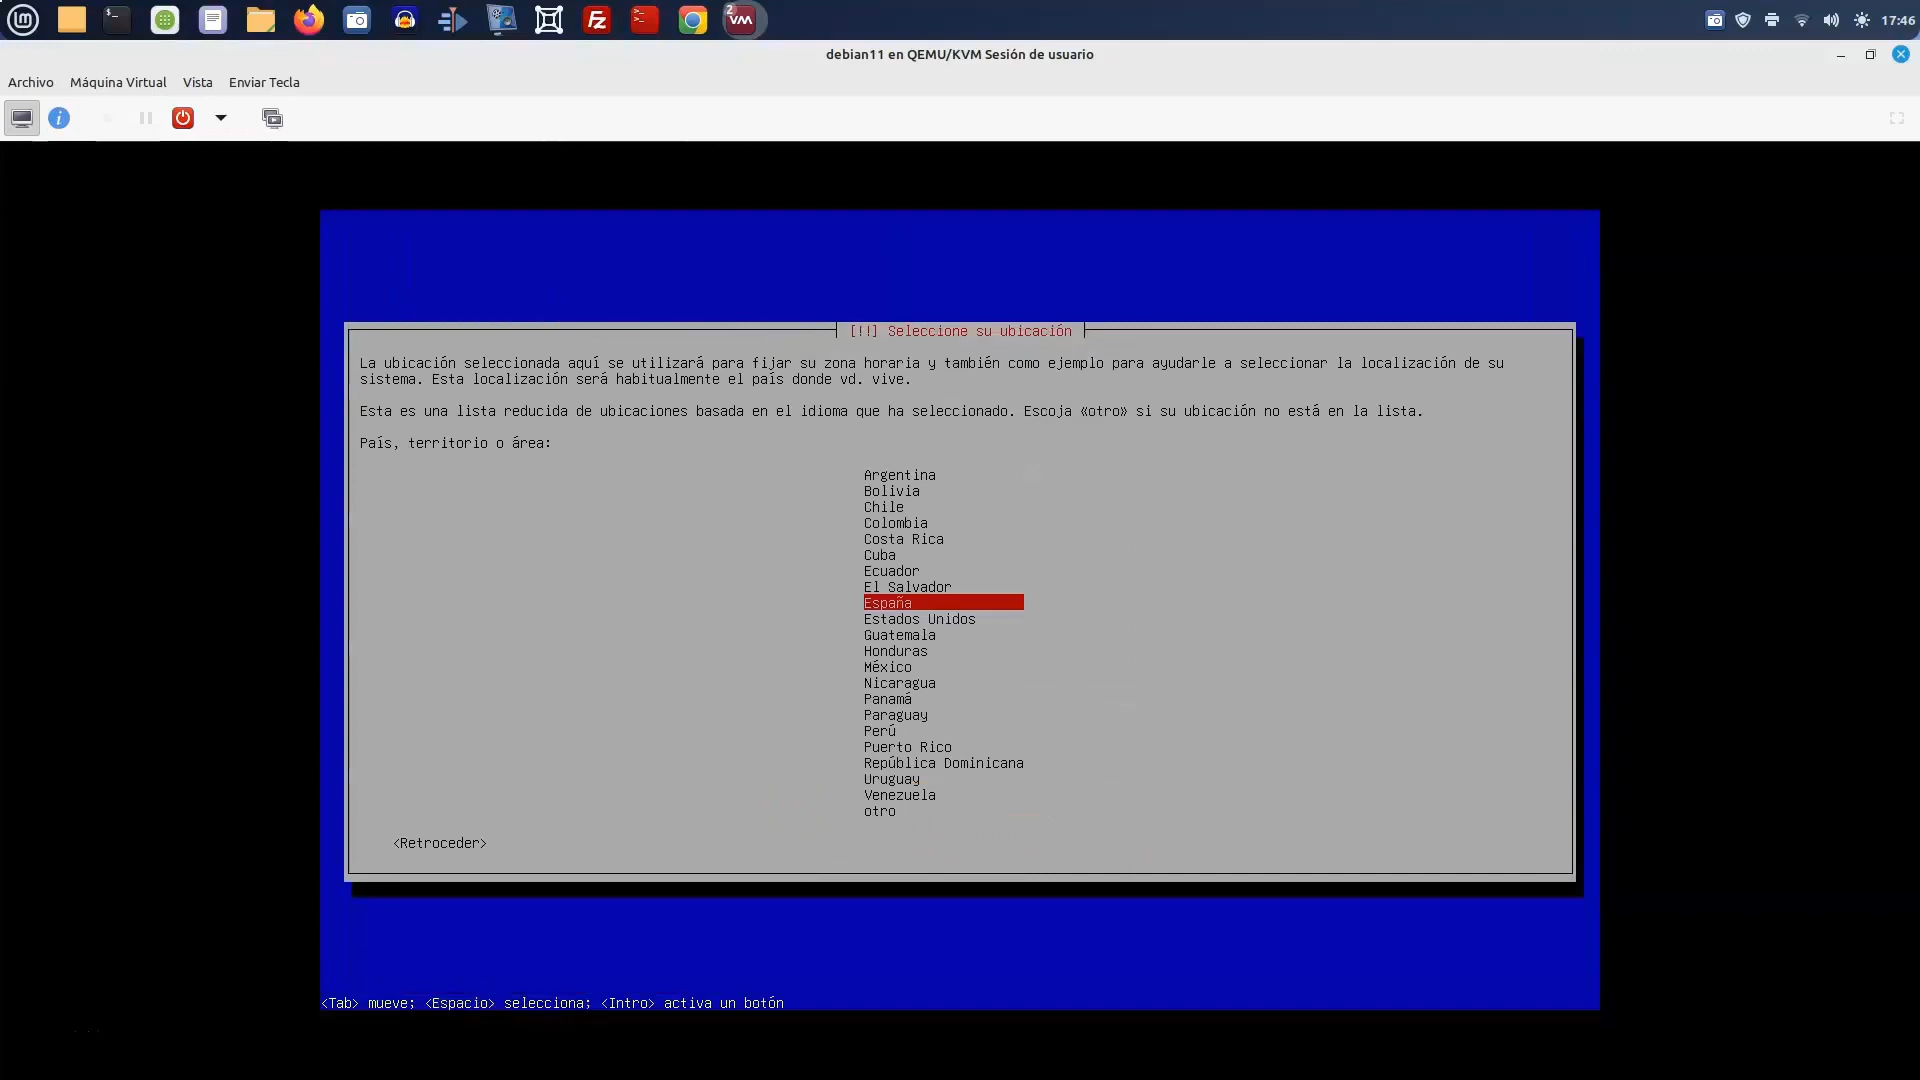 2
17:46
debian11 en QEMU/KVM Sesión de usuario
Archivo Máquina Virtual Vista Enviar Tecla
[!!] Seleccione su ubicación
La ubicación seleccionada aquí se utilizará para fijar su zona horaria y también como ejemplo para ayudarle a seleccionar la localización de su
sistema. Esta localización será habitualmente el país donde vd. vive.
Esta es una lista reducida de ubicaciones basada en el idioma que ha seleccionado. Escoja «otro» si su ubicación no está en la lista.
País, territorio o área:
Argentina
Bolivia
Chile
Colombia
Costa Rica
Cuba
Ecuador
El Salvador
España
Estados Unidos
Guatemala
Honduras
México
Nicaragua
Panamá
Paraguay
Perú
Puerto Rico
República Dominicana
Uruguay
Venezuela
otro
<Retroceder>
<Tab> mueve; <Espacio> selecciona; <Intro> activa un botón